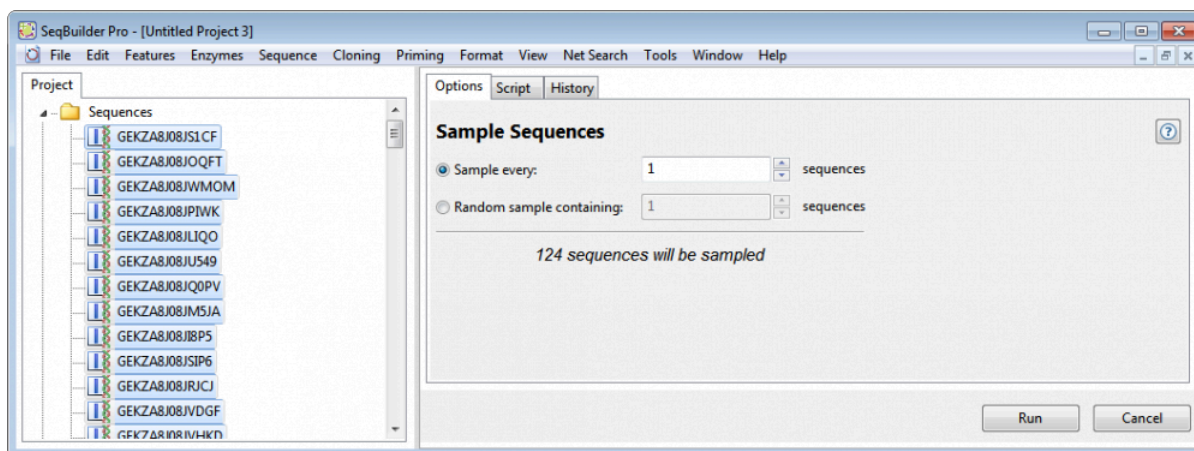 SeqBuilder Pro - [Untitled Project 3]
File Edit Features Enzymes Sequence Cloning Priming Format View Net Search Tools Window Help
Project
Sequences
GEKZA8J08JS1CF
GEKZA8J08JOQFT
GEKZA8J08JWMOM
GEKZA8J08JPIWK
GEKZA8J08JLIQO
GEKZA8J08JU549
GEKZA8J08JQ0PV
GEKZA8J08JM5JA
GEKZA8J08JI8P5
GEKZA8J08JSIP6
GEKZA8J08JRJCJ
GEKZA8J08JVDGF
GEKZA8J08JVHKD
Options Script History
Sample Sequences
Sample every: 1 sequences
Random sample containing: 1 sequences
124 sequences will be sampled
Run Cancel